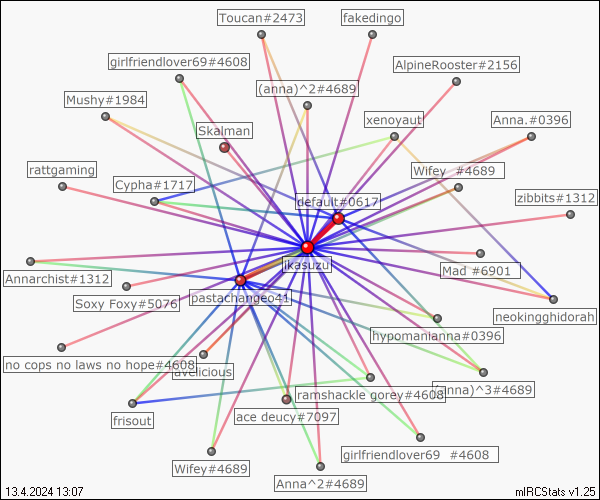 Toucan#2473
fakedingo
girlfriendlover69#4608
AlpineRooster#2156
(anna)^2#4689
Mushy#1984
xenoyaut
Anna.#0396
Skalman
rattgaming
Wifey #4689
Cypha#1717
default#0617
zibbits#1312
ikasuzu
Mad #6901
Annarchist#1312
Soxy Foxy#5076
pastachangeo41
neokingghidorah
hypomanianna#0396
no cops no laws no hope#4608
avelicious
ramshackle gorey#4608
(anna)^3#4689
frisout
ace deucy#7097
girlfriendlover69 #4608
Wifey#4689
Anna^2#4689
13.4.2024 13:07
mIRCStats v1.25